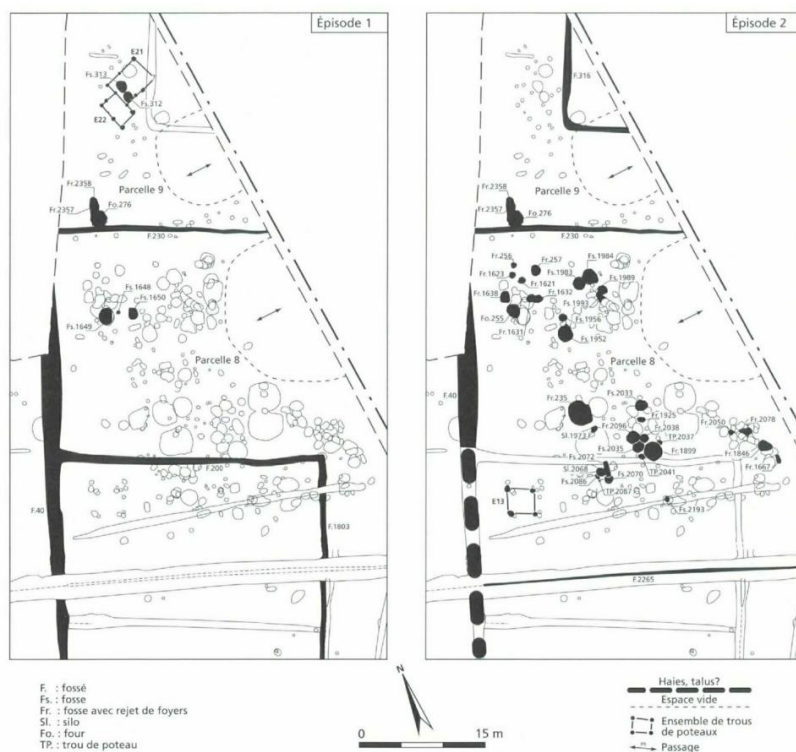 Épisode 1
E21
Fs.313
Fs.312
E22
Fr.2358
Parcelle 9
Fr.2357
Fo.276
F.230
Fs.1648
Fs.1650
Fs.1649
Parcelle 8
F.40
F.200
F.1803
Épisode 2
F.316
Fr.2358
Parcelle 9
Fr.2357
Fo.276
F.230
Fr.256
Fr.257
Fs.1984
Fs.1983
Fs.1989
Fr.1623
Fr.1621
Fr.1638
Fr.1632
Fs.1993
Fo.255
Fs.1956
Fr.1631
Fs.1952
Parcelle 8
F.40
Fr.235
Fs.2033
Fr.1925
Fr.2096
Fr.2038
Fr.2050
Fr.2078
Sl.1973
TP.2037
Fs.2035
Fr.1899
Fr.1846
Fs.2072
Fr.1667
Sl.2068
Fs.2070
TP.2041
Fs.2086
E13
TP.2087
Fs.2193
F.2265
F. : fossé
Fs. : fosse
Fr. : fosse avec rejet de foyers
Sl. : silo
Fo. : four
TP. : trou de poteau
N
0 15 m
Haies, talus?
Espace vide
Ensemble de trous
de poteaux
Passage